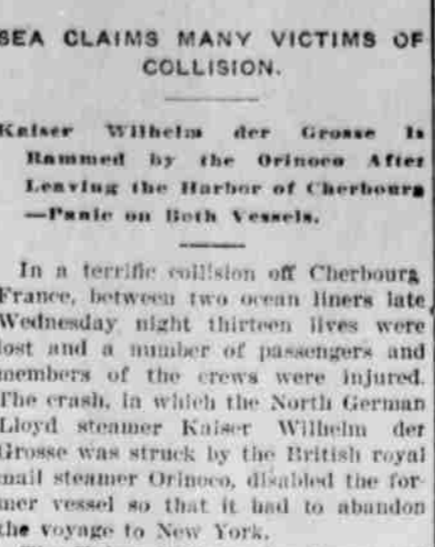 SEA CLAIMS MANY VICTIMS OF
COLLISION.
Kaiser Wilhelm der Grosse Is
Rammed by the Orinoco After
Leaving the Harbor of Cherbourg
—Panic on Both Vessels.
In a terrific collision off Cherbourg
France, between two ocean liners late
Wednesday night thirteen lives were
lost and a number of passengers and
members of the crews were injured.
The crash, in which the North German
Lloyd steamer Kaiser Wilhelm der
Grosse was struck by the British royal
mail steamer Orinoco, disabled the for-
mer vessel so that it had to abandon
the voyage to New York.